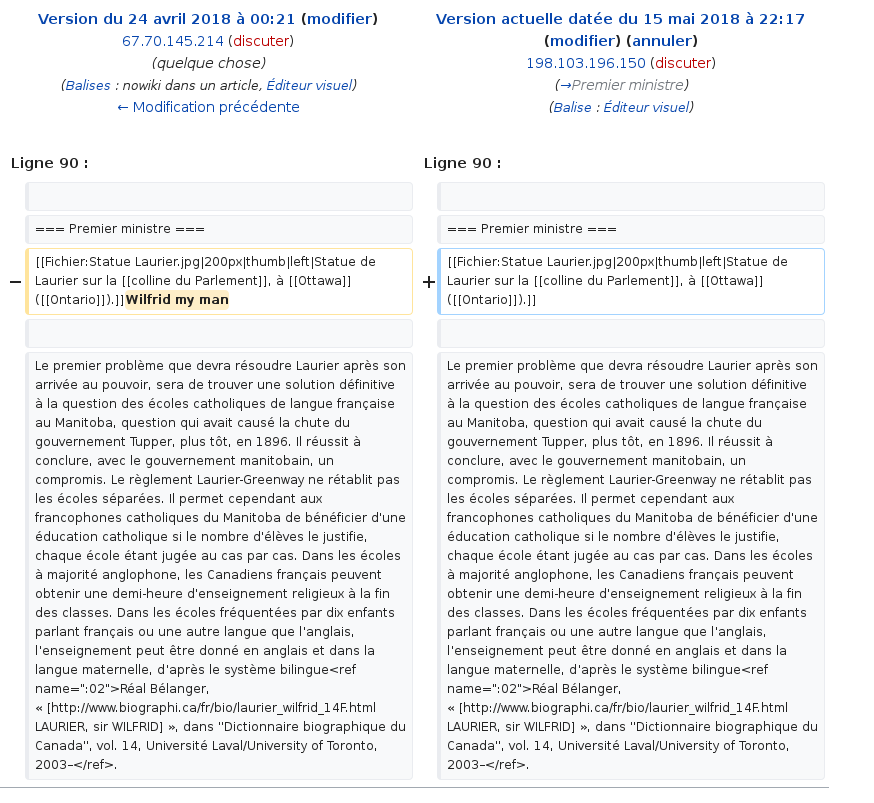 Version du 24 avril 2018 à 00:21 (modifier)
67.70.145.214 (discuter)
(quelque chose)
(Balises : nowiki dans un article, Éditeur visuel)
← Modification précédente
Version actuelle datée du 15 mai 2018 à 22:17
(modifier) (annuler)
198.103.196.150 (discuter)
(→Premier ministre)
(Balise : Éditeur visuel)
Ligne 90 :
Ligne 90 :
=== Premier ministre ===
=== Premier ministre ===
− [[Fichier:Statue Laurier.jpg|200px|thumb|left|Statue de
Laurier sur la [[colline du Parlement]], à [[Ottawa]]
([[Ontario]]).]]Wilfrid my man
+ [[Fichier:Statue Laurier.jpg|200px|thumb|left|Statue de
Laurier sur la [[colline du Parlement]], à [[Ottawa]]
([[Ontario]]).]]
Le premier problème que devra résoudre Laurier après son
arrivée au pouvoir, sera de trouver une solution définitive
à la question des écoles catholiques de langue française
au Manitoba, question qui avait causé la chute du
gouvernement Tupper, plus tôt, en 1896. Il réussit à
conclure, avec le gouvernement manitobain, un
compromis. Le règlement Laurier-Greenway ne rétablit pas
les écoles séparées. Il permet cependant aux
francophones catholiques du Manitoba de bénéficier d'une
éducation catholique si le nombre d'élèves le justifie,
chaque école étant jugée au cas par cas. Dans les écoles
à majorité anglophone, les Canadiens français peuvent
obtenir une demi-heure d'enseignement religieux à la fin
des classes. Dans les écoles fréquentées par dix enfants
parlant français ou une autre langue que l'anglais,
l'enseignement peut être donné en anglais et dans la
langue maternelle, d'après le système bilingue<ref
name=":02">Réal Bélanger,
« [http://www.biographi.ca/fr/bio/laurier_wilfrid_14F.html
LAURIER, sir WILFRID] », dans ''Dictionnaire biographique du
Canada'', vol. 14, Université Laval/University of Toronto,
2003–</ref>.
Le premier problème que devra résoudre Laurier après son
arrivée au pouvoir, sera de trouver une solution définitive
à la question des écoles catholiques de langue française
au Manitoba, question qui avait causé la chute du
gouvernement Tupper, plus tôt, en 1896. Il réussit à
conclure, avec le gouvernement manitobain, un
compromis. Le règlement Laurier-Greenway ne rétablit pas
les écoles séparées. Il permet cependant aux
francophones catholiques du Manitoba de bénéficier d'une
éducation catholique si le nombre d'élèves le justifie,
chaque école étant jugée au cas par cas. Dans les écoles
à majorité anglophone, les Canadiens français peuvent
obtenir une demi-heure d'enseignement religieux à la fin
des classes. Dans les écoles fréquentées par dix enfants
parlant français ou une autre langue que l'anglais,
l'enseignement peut être donné en anglais et dans la
langue maternelle, d'après le système bilingue<ref
name=":02">Réal Bélanger,
« [http://www.biographi.ca/fr/bio/laurier_wilfrid_14F.html
LAURIER, sir WILFRID] », dans ''Dictionnaire biographique du
Canada'', vol. 14, Université Laval/University of Toronto,
2003–</ref>.